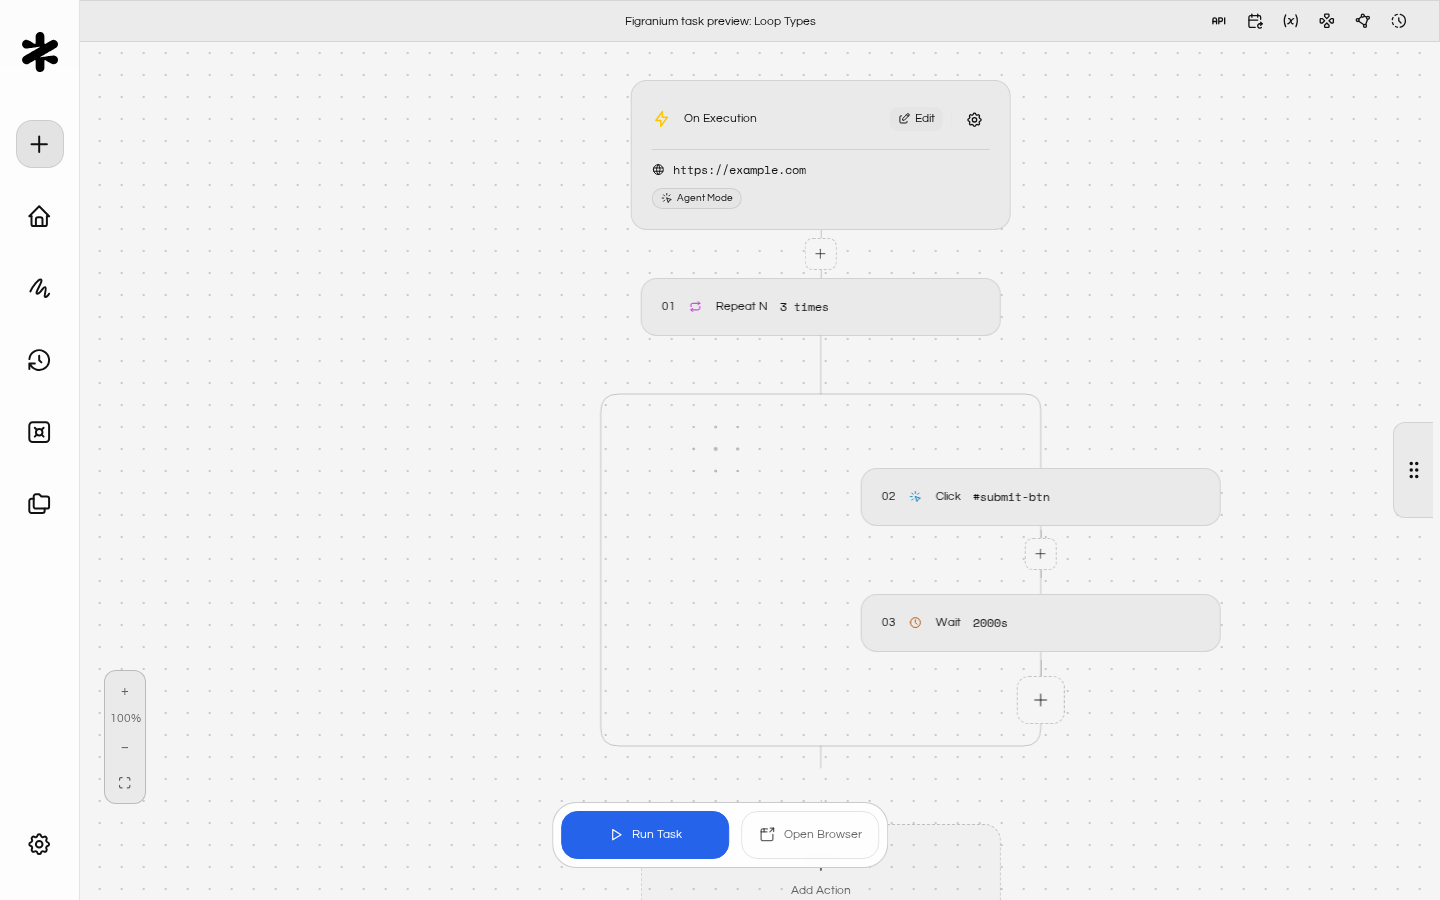 Figranium task preview: Loop Types
API
(x)
On Execution
Edit
https://example.com
Agent Mode
01 Repeat N 3 times
02 Click #submit-btn
03 Wait 2000s
+
100%
−
Run Task
Open Browser
Add Action